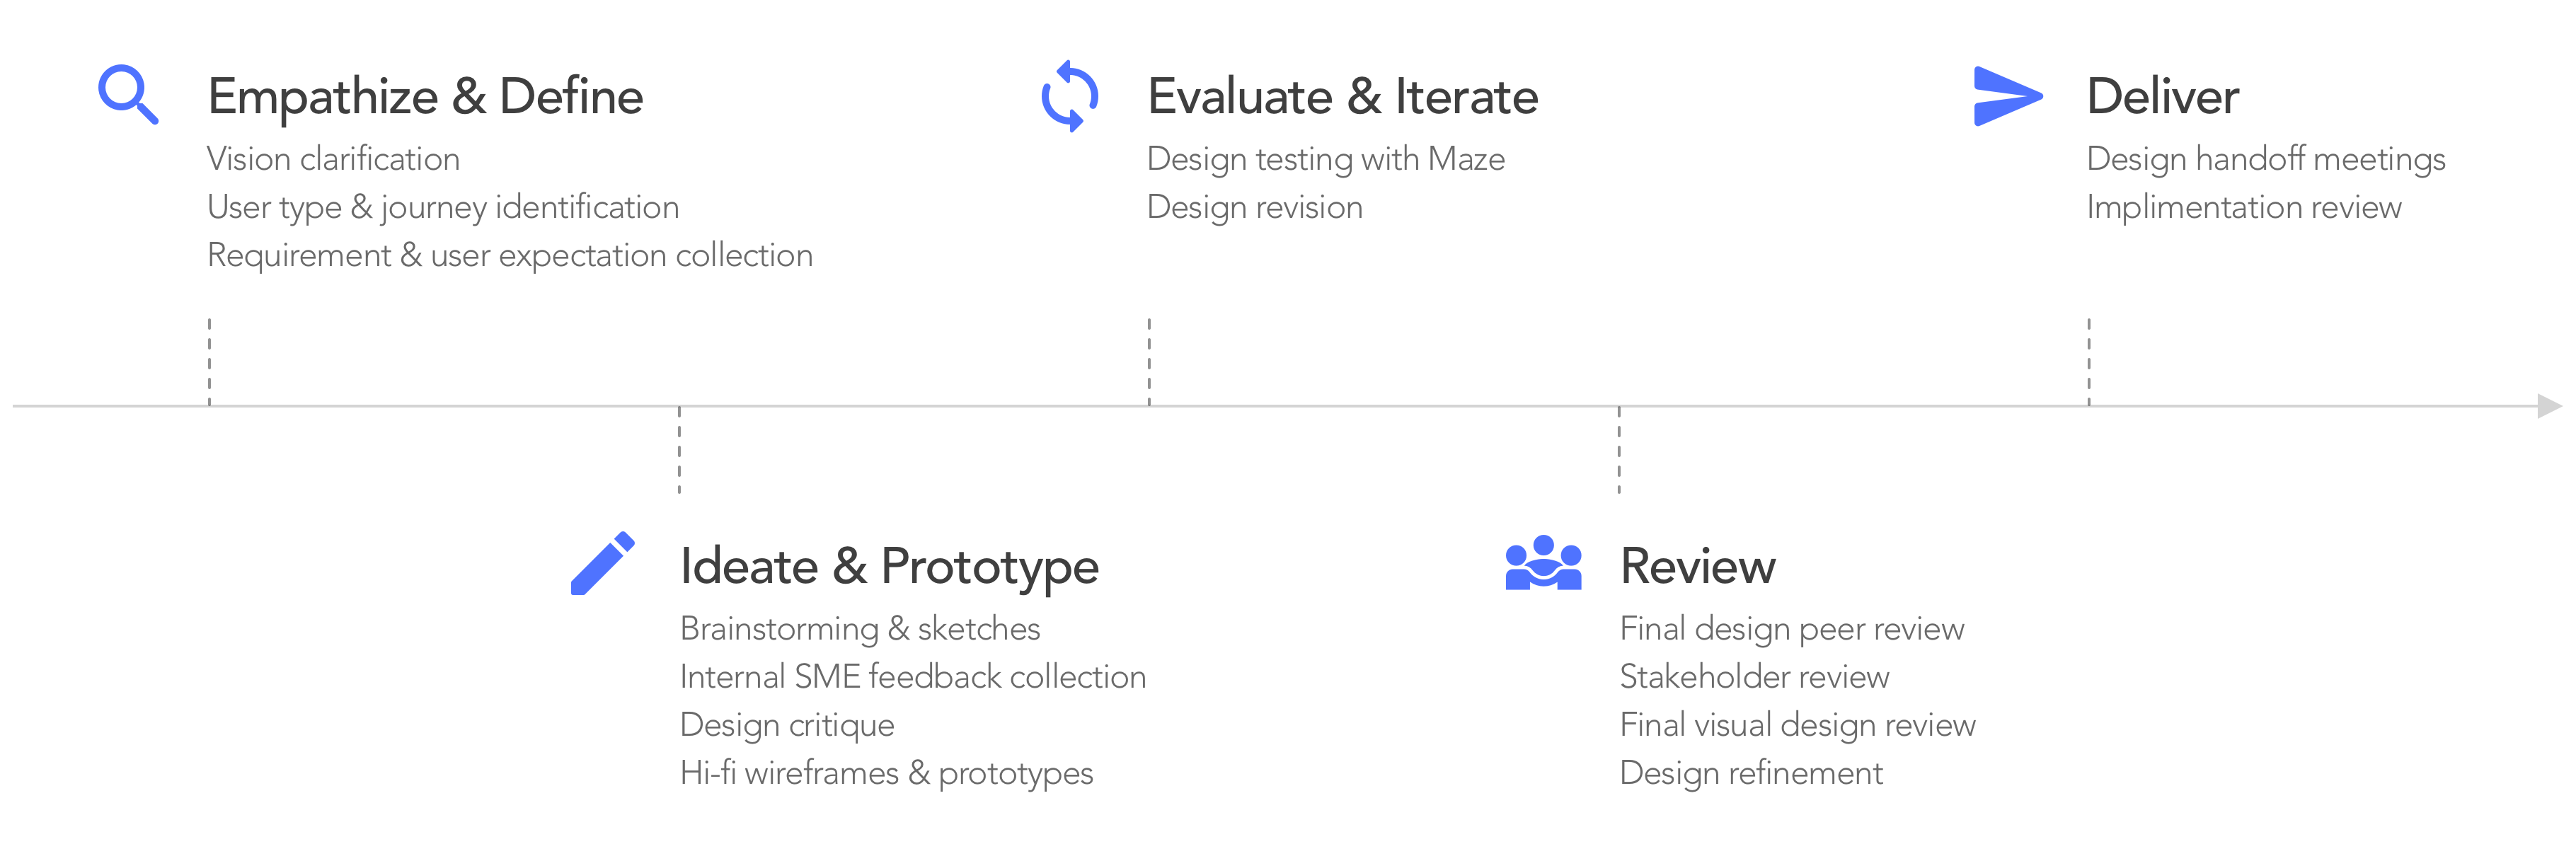 Empathize & Define
Vision clarification
User type & journey identification
Requirement & user expectation collection
Ideate & Prototype
Brainstorming & sketches
Internal SME feedback collection
Design critique
Hi-fi wireframes & prototypes
Evaluate & Iterate
Design testing with Maze
Design revision
Review
Final design peer review
Stakeholder review
Final visual design review
Design refinement
Deliver
Design handoff meetings
Implimentation review